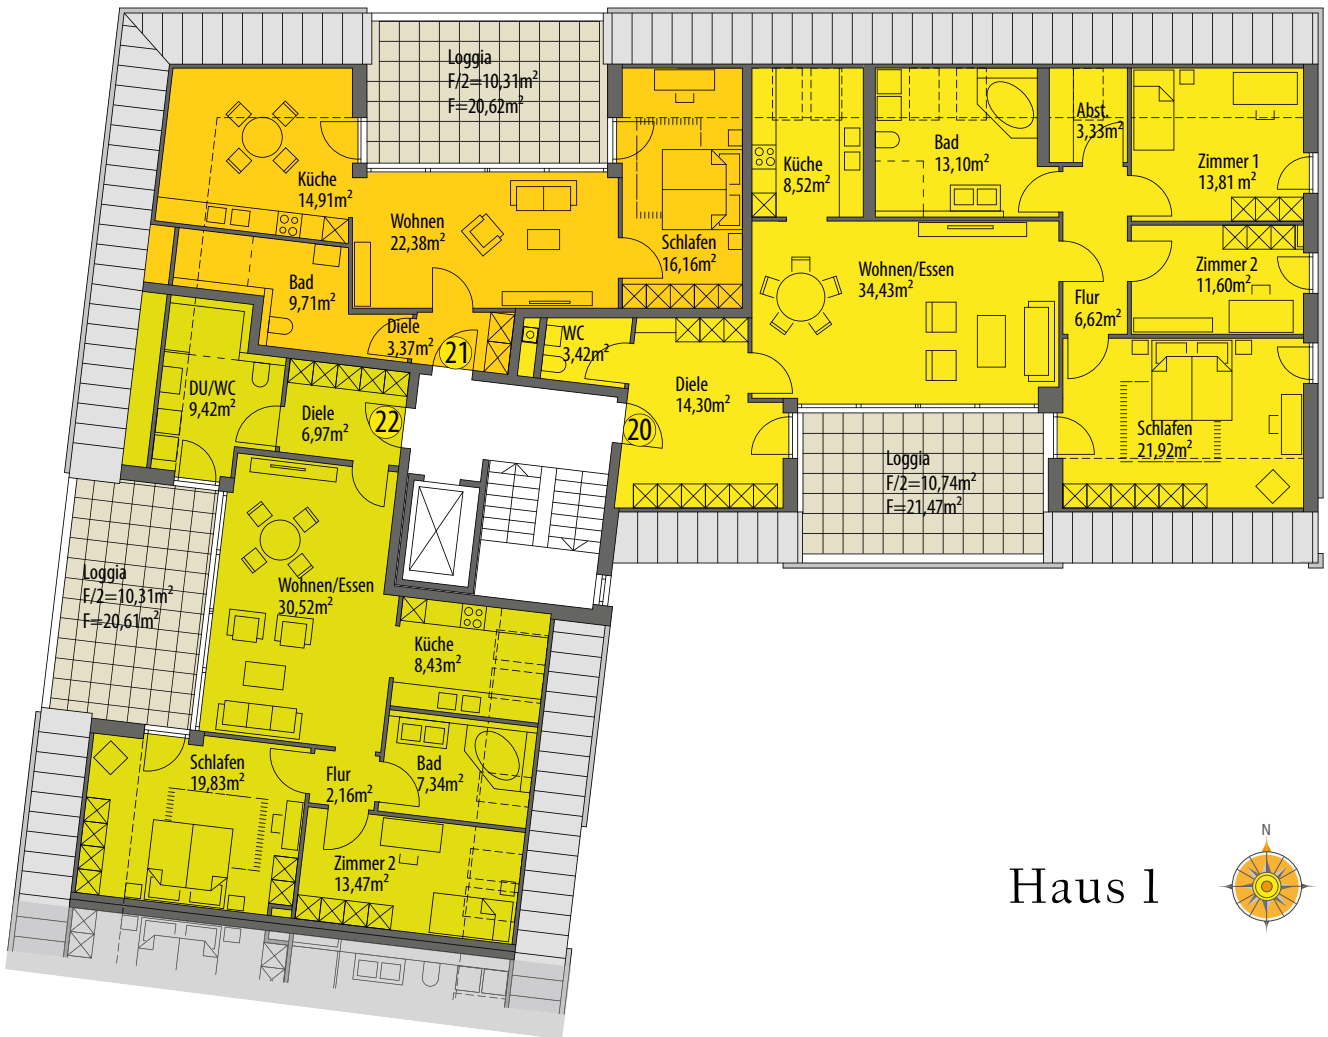 Loggia
F/2=10,31m²
F=20,62m²
Küche
14,91m²
Wohnen
22,38m²
Schlafen
16,16m²
Bad
9,71m²
Diele
3,37m²
21
Küche
8,52m²
Bad
13,10m²
Abst.
3,33m²
Zimmer 1
13,81 m²
Wohnen/Essen
34,43m²
Flur
6,62m²
Zimmer 2
11,60m²
WC
3,42m²
Diele
14,30m²
20
Loggia
F/2=10,74m²
F=21,47m²
Schlafen
21,92m²
DU/WC
9,42m²
Diele
6,97m²
22
Loggia
F/2=10,31m²
F=20,61m²
Wohnen/Essen
30,52m²
Küche
8,43m²
Bad
7,34m²
Schlafen
19,83m²
Flur
2,16m²
Zimmer 2
13,47m²
Haus 1
N